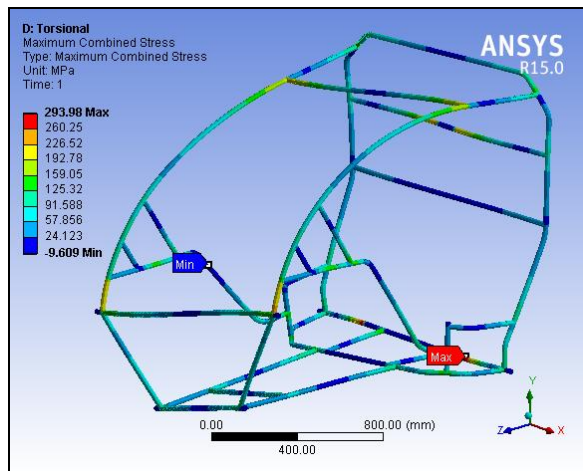 D: Torsional
Maximum Combined Stress
Type: Maximum Combined Stress
Unit: MPa
Time: 1
293.98 Max
260.25
226.52
192.78
159.05
125.32
91.588
57.856
24.123
-9.609 Min
ANSYS
R15.0
Min
Max
0.00
800.00 (mm)
400.00
Y
Z
X